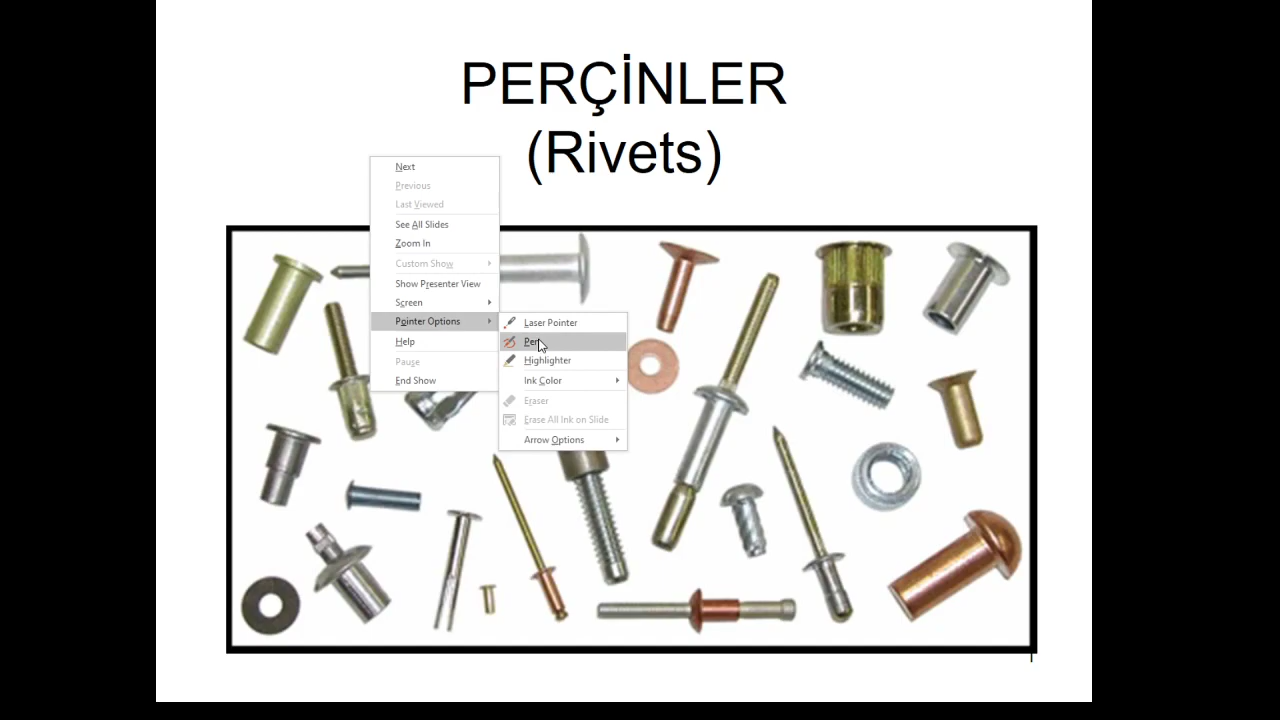 PERÇİNLER
(Rivets)
Next
Previous
Last Viewed
See All Slides
Zoom In
Custom Show
Show Presenter View
Screen
Pointer Options
Help
Pause
End Show
Laser Pointer
Pen
Highlighter
Ink Color
Eraser
Erase All Ink on Slide
Arrow Options
1